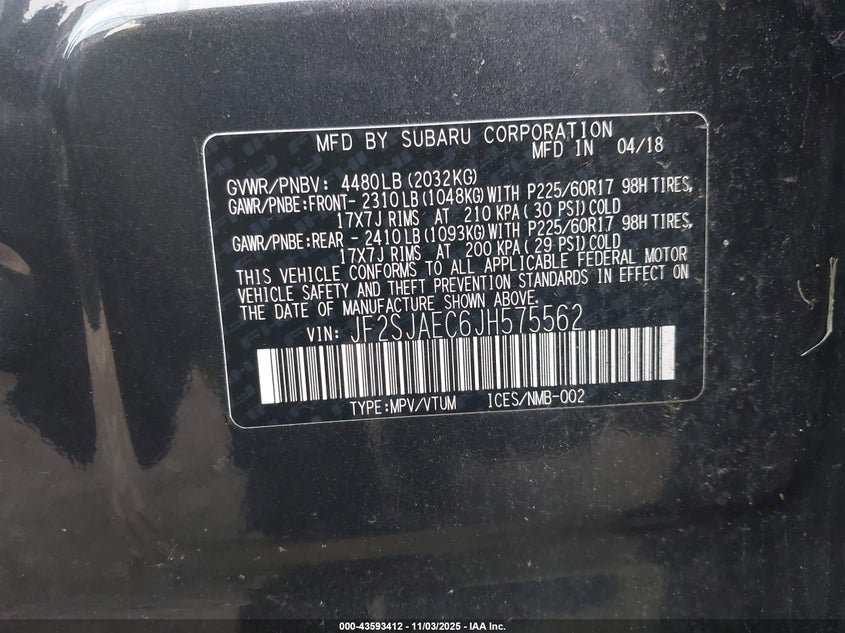 MFD BY SUBARU CORPORATION
MFD IN 04/18
GVWR/PNBV: 4480LB(2032KG)
GAWR/PNBE:FRONT- 2310LB(1048KG)WITH P225/60R17 98H TIRES,
17X7J RIMS AT 210 KPA(30 PSI)COLD
GAWR/PNBE:REAR - 2410LB(1093KG)WITH P225/60R17 98H TIRES,
17X7J RIMS AT 200 KPA(29 PSI)COLD
THIS VEHICLE CONFORMS TO ALL APPLICABLE FEDERAL MOTOR
VEHICLE SAFETY AND THEFT PREVENTION STANDARDS IN EFFECT ON
THE DATE OF MANUFACTURE SHOWN ABOVE.
VIN: JF2SJAEC6JH575562
TYPE:MPV/VTUM ICES/NMB-002
000-43593412 - 11/03/2025 - IAA Inc.